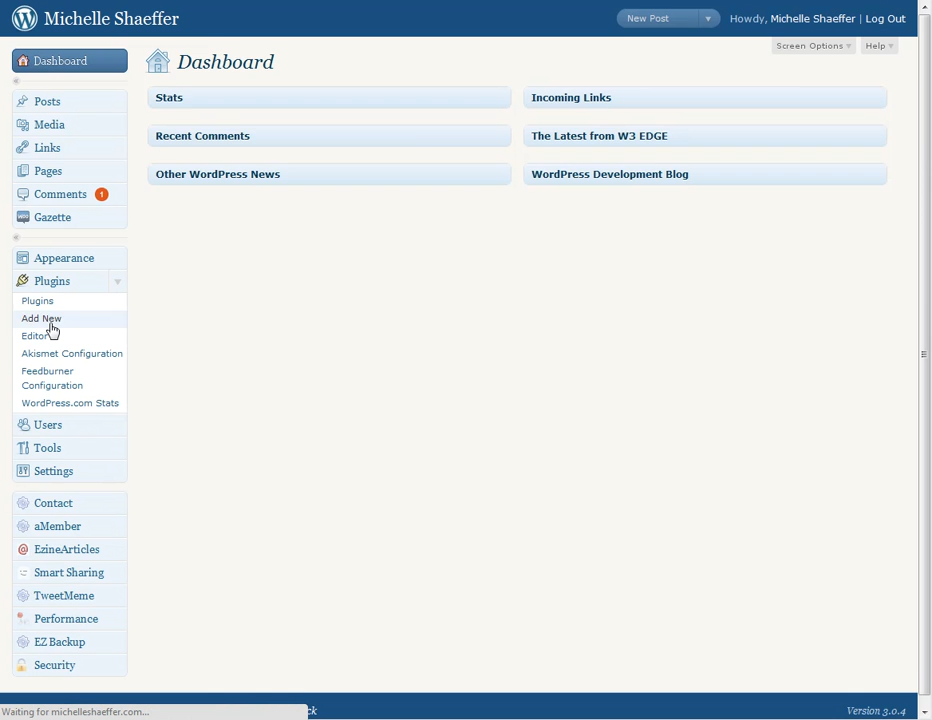 Michelle Shaeffer
New Post
Howdy, Michelle Shaeffer | Log Out
Screen Options
Help
Dashboard
Posts
Media
Links
Pages
Comments 1
Gazette
Appearance
Plugins
Plugins
Add New
Editor
Akismet Configuration
Feedburner
Configuration
WordPress.com Stats
Users
Tools
Settings
Contact
aMember
EzineArticles
Smart Sharing
TweetMeme
Performance
EZ Backup
Security
Dashboard
Stats
Incoming Links
Recent Comments
The Latest from W3 EDGE
Other WordPress News
WordPress Development Blog
Waiting for michelleshaeffer.com...
Version 3.0.4